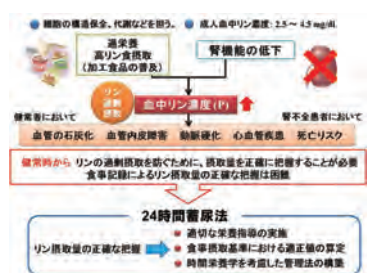 ● 細胞の構造保全、代謝などを担う。 ● 成人血中リン濃度: 2.5～4.5 mg/dl
過栄養
高リン食摂取
(加工食品の普及)
腎機能の低下
リン
過剰
摂取
血中リン濃度(P)
健常者において
腎不全患者において
血管の石灰化 血管内皮障害 動脈硬化 心血管疾患 死亡リスク
健常時から リンの過剰摂取を防ぐために、摂取量を正確に把握することが必要
食事記録によるリン摂取量の正確な把握は困難
24時間蓄尿法
リン摂取量の正確な把握
● 適切な栄養指導の実施
● 食事摂取基準における適正値の算定
● 時間栄養学を考慮した管理法の構築